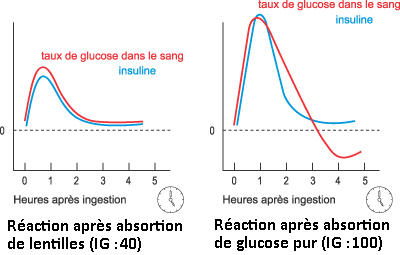 taux de glucose dans le sang
insuline
0
0 1 2 3 4 5
Heures après ingestion
Réaction après absortion
de lentilles (IG :40)
taux de glucose dans le sang
insuline
0
0 1 2 3 4 5
Heures après ingestion
Réaction après absortion
de glucose pur (IG :100)